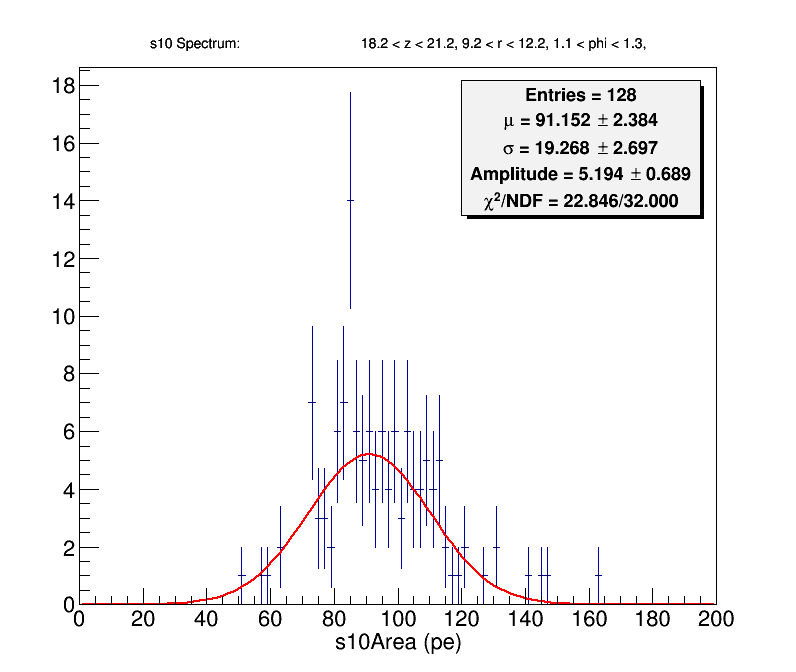 s10 Spectrum: 18.2 < z < 21.2, 9.2 < r < 12.2, 1.1 < phi < 1.3,
Entries = 128
μ = 91.152 ± 2.384
σ = 19.268 ± 2.697
Amplitude = 5.194 ± 0.689
χ²/NDF = 22.846/32.000
18
16
14
12
10
8
6
4
2
0
0 20 40 60 80 100 120 140 160 180 200
s10Area (pe)